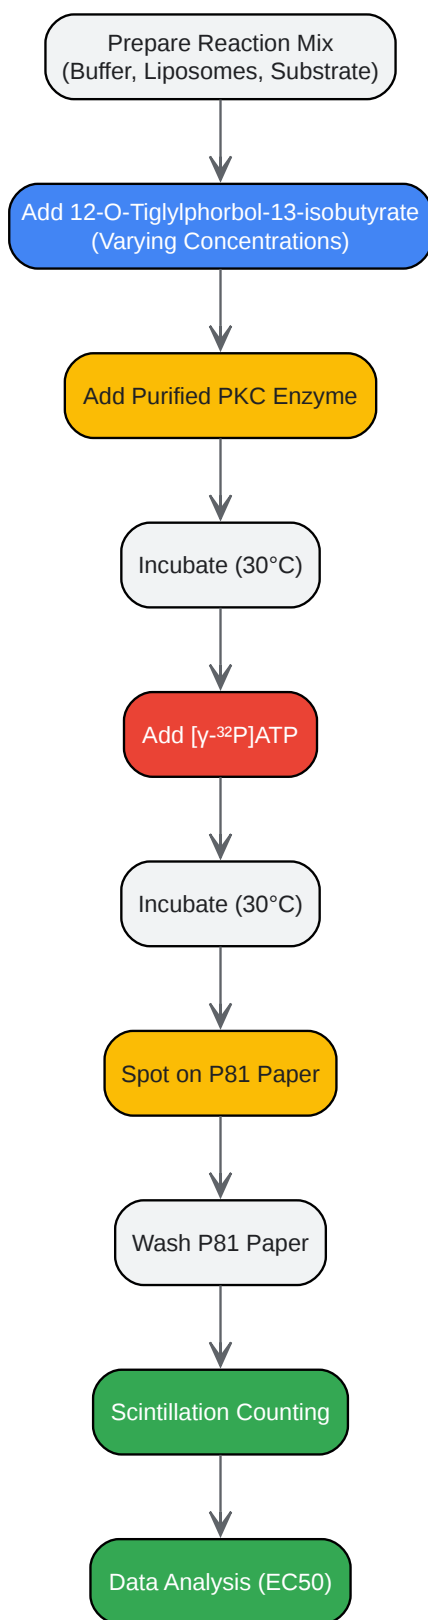 Prepare Reaction Mix
(Buffer, Liposomes, Substrate)
Add 12-O-Tiglylphorbol-13-isobutyrate
(Varying Concentrations)
Add Purified PKC Enzyme
Incubate (30°C)
Add [γ-³²P]ATP
Incubate (30°C)
Spot on P81 Paper
Wash P81 Paper
Scintillation Counting
Data Analysis (EC50)